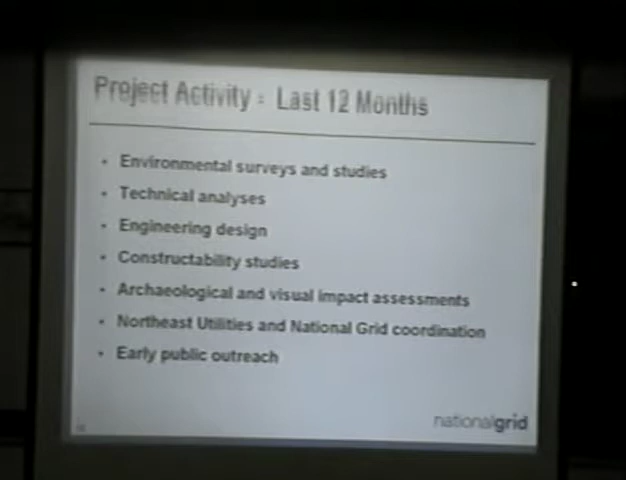 Project Activity - Last 12 Months
• Environmental surveys and studies
• Technical analyses
• Engineering design
• Constructability studies
• Archaeological and visual impact assessments
• Northeast Utilities and National Grid coordination
• Early public outreach
nationalgrid